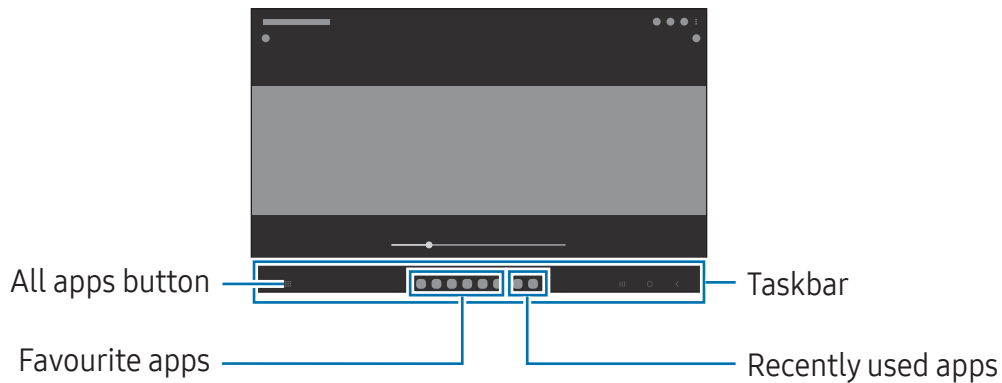 All apps button
Taskbar
Favourite apps
Recently used apps